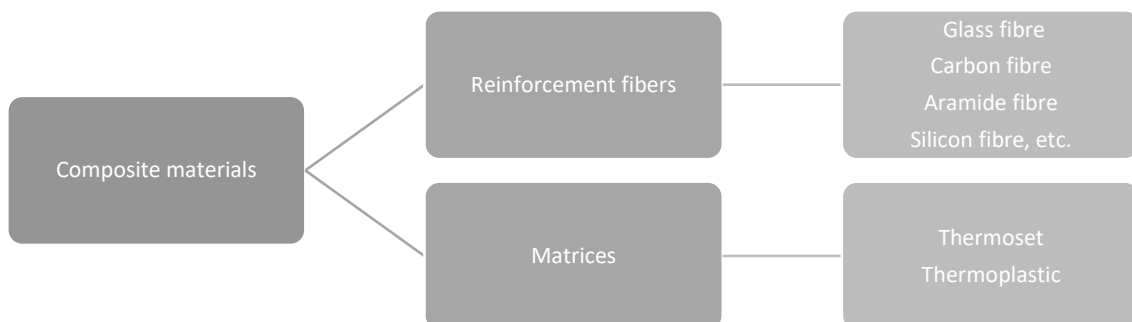 Composite materials
Reinforcement fibers
Glass fibre
Carbon fibre
Aramide fibre
Silicon fibre, etc.
Matrices
Thermoset
Thermoplastic